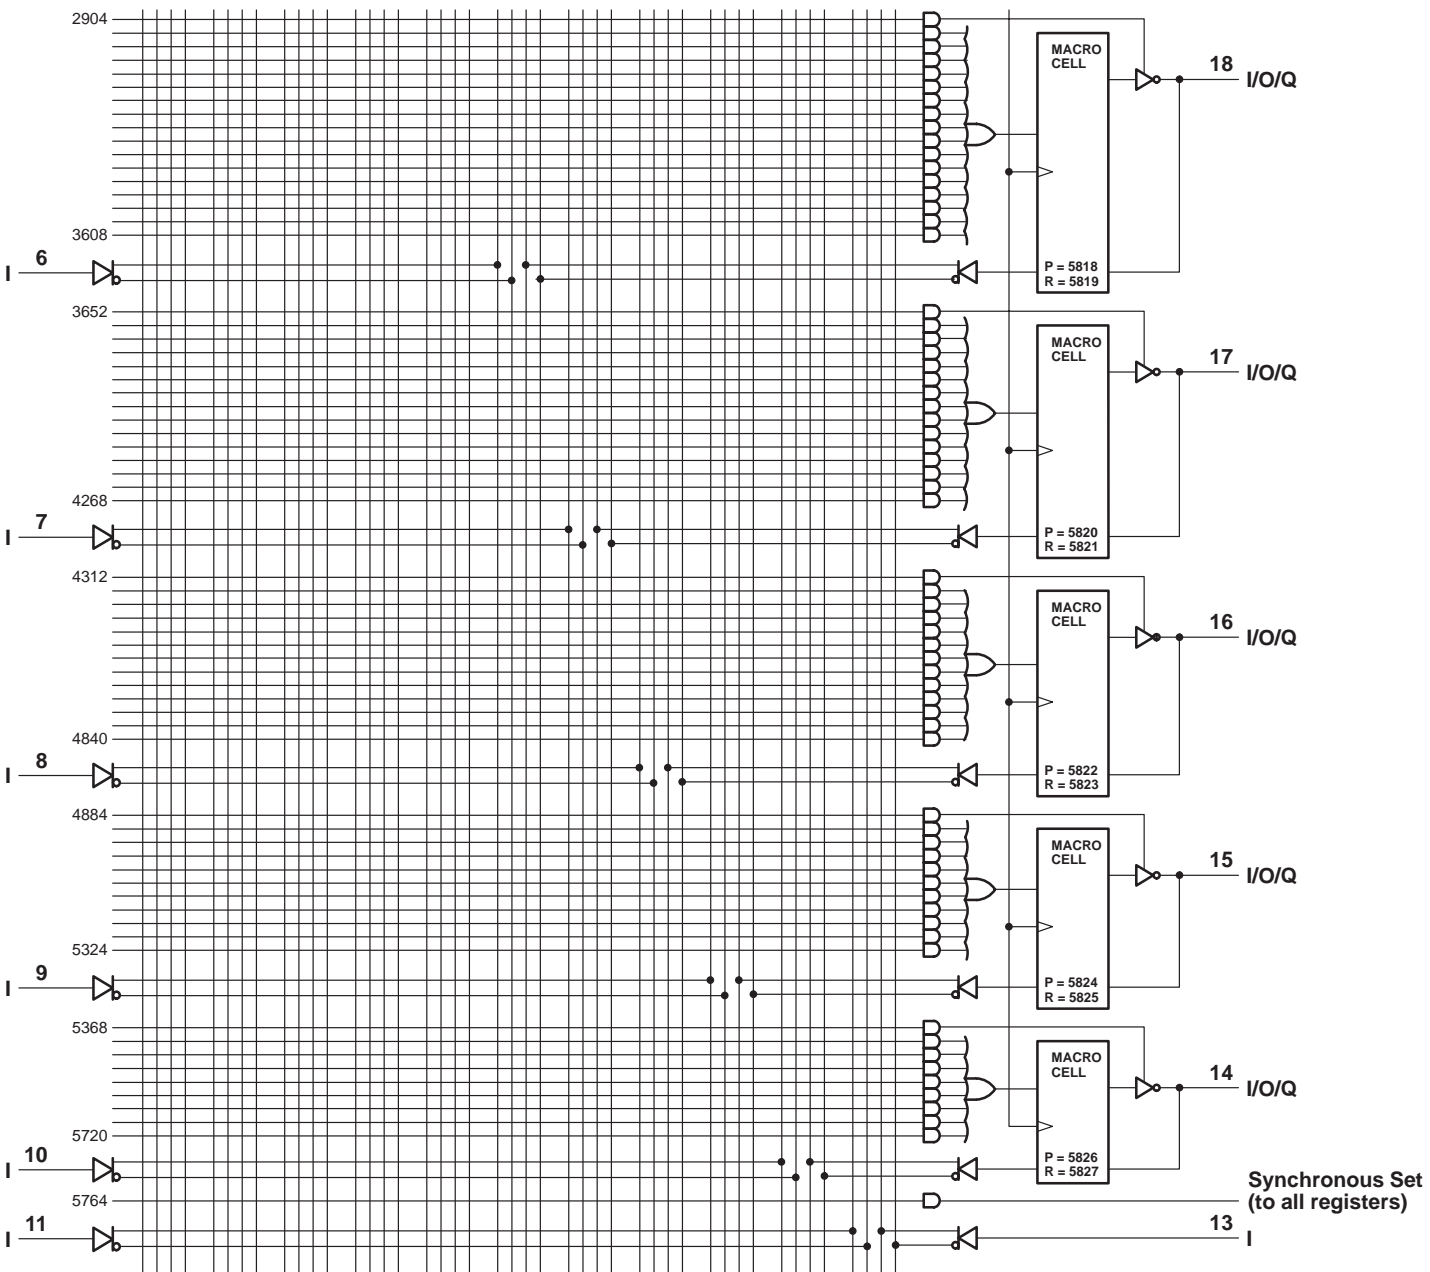 2904
MACRO
CELL
18
I/O/Q
3608
6
I
P = 5818
R = 5819
3652
MACRO
CELL
17
I/O/Q
4268
7
I
P = 5820
R = 5821
4312
MACRO
CELL
16
I/O/Q
4840
8
I
P = 5822
R = 5823
4884
MACRO
CELL
15
I/O/Q
5324
9
I
P = 5824
R = 5825
5368
MACRO
CELL
14
I/O/Q
5720
10
I
P = 5826
R = 5827
5764
Synchronous Set
(to all registers)
11
I
13
I